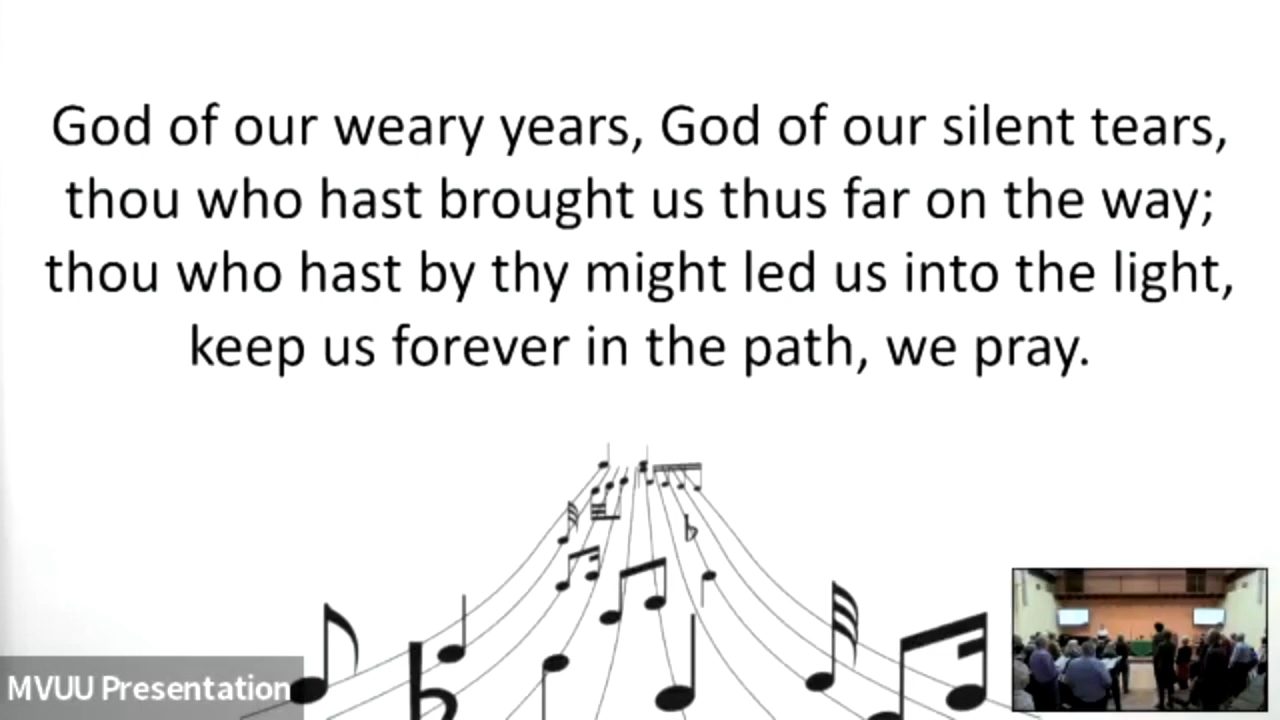 God of our weary years, God of our silent tears,
thou who hast brought us thus far on the way;
thou who hast by thy might led us into the light,
keep us forever in the path, we pray.
MVUU Presentation